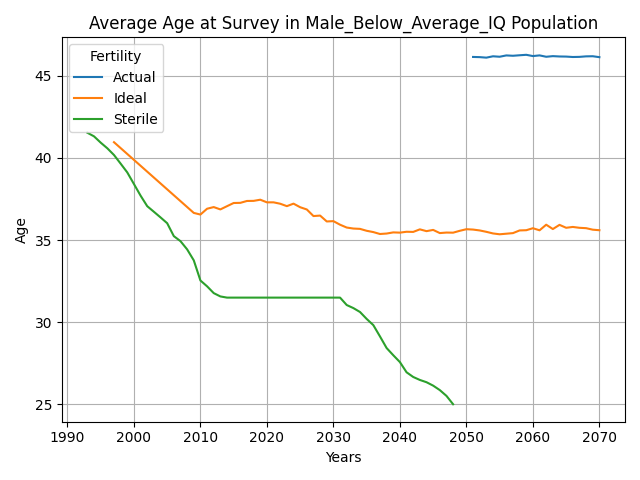 Average Age at Survey in Male_Below_Average_IQ Population
Fertility
Actual
Ideal
Sterile
45
40
35
30
25
Age
1990
2000
2010
2020
2030
2040
2050
2060
2070
Years